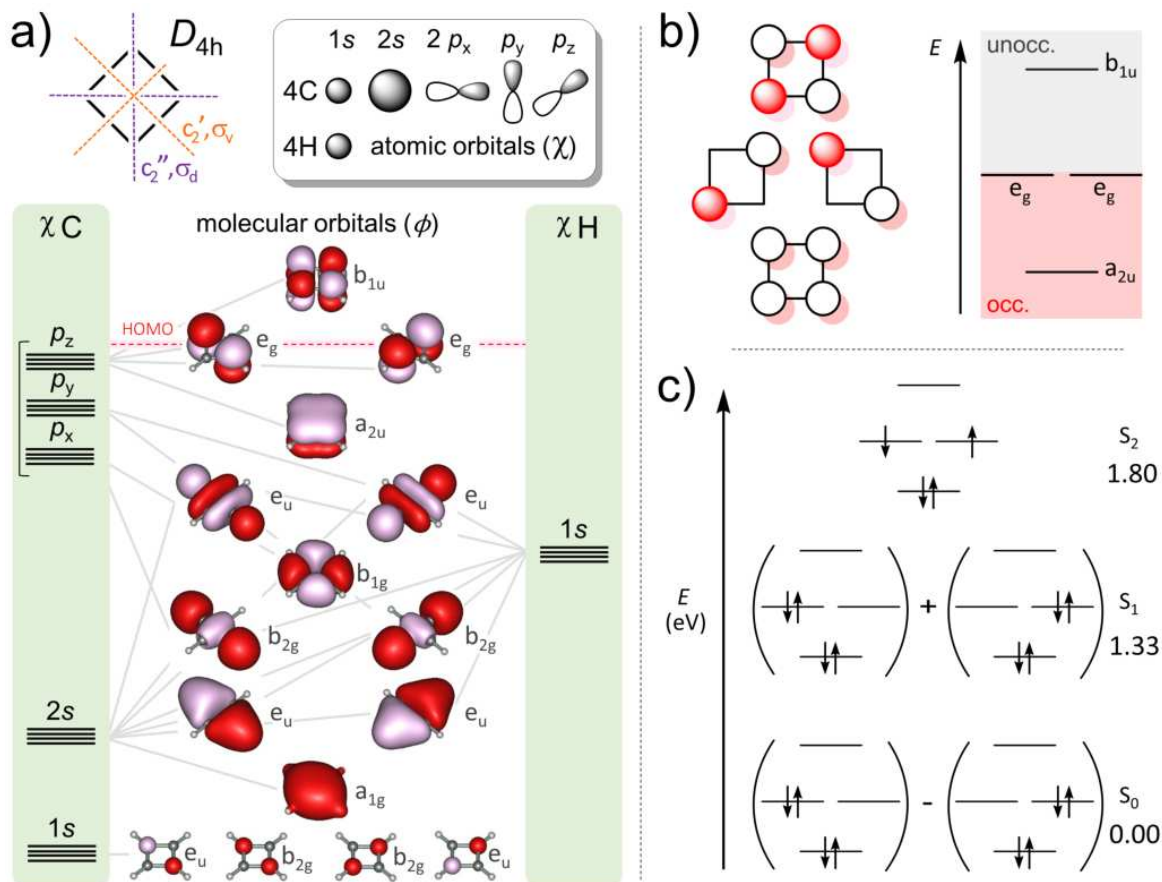 a)
D4h
c2′,σv
c2″,σd
1s 2s 2 px py pz
4C
4H atomic orbitals (χ)
χ C
molecular orbitals (ϕ)
χ H
b1u
HOMO
pz
eg
eg
py
a2u
px
eu
eu
1s
b1g
b2g
b2g
2s
eu
eu
a1g
1s
eu
b2g
b2g
eu
b)
E
unocc.
b1u
eg
eg
a2u
occ.
c)
E
(eV)
S2
1.80
+
S1
1.33
-
S0
0.00